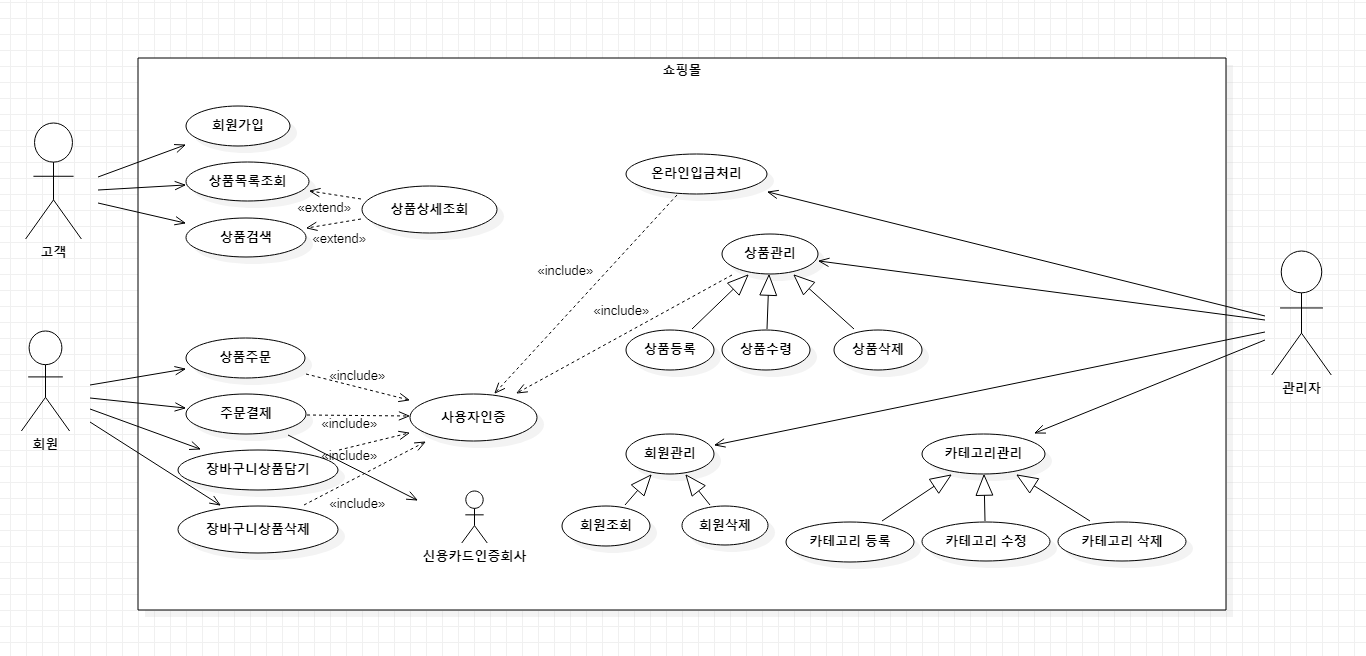 쇼핑몰
회원가입
상품목록조회
«extend»
상품상세조회
상품검색
«extend»
고객
온라인입금처리
상품관리
«include»
«include»
상품등록
상품수령
상품삭제
관리자
상품주문
«include»
주문결제
«include»
사용자인증
회원
장바구니상품담기
«include»
장바구니상품삭제
«include»
신용카드인증회사
회원관리
회원조회
회원삭제
카테고리관리
카테고리 등록
카테고리 수정
카테고리 삭제